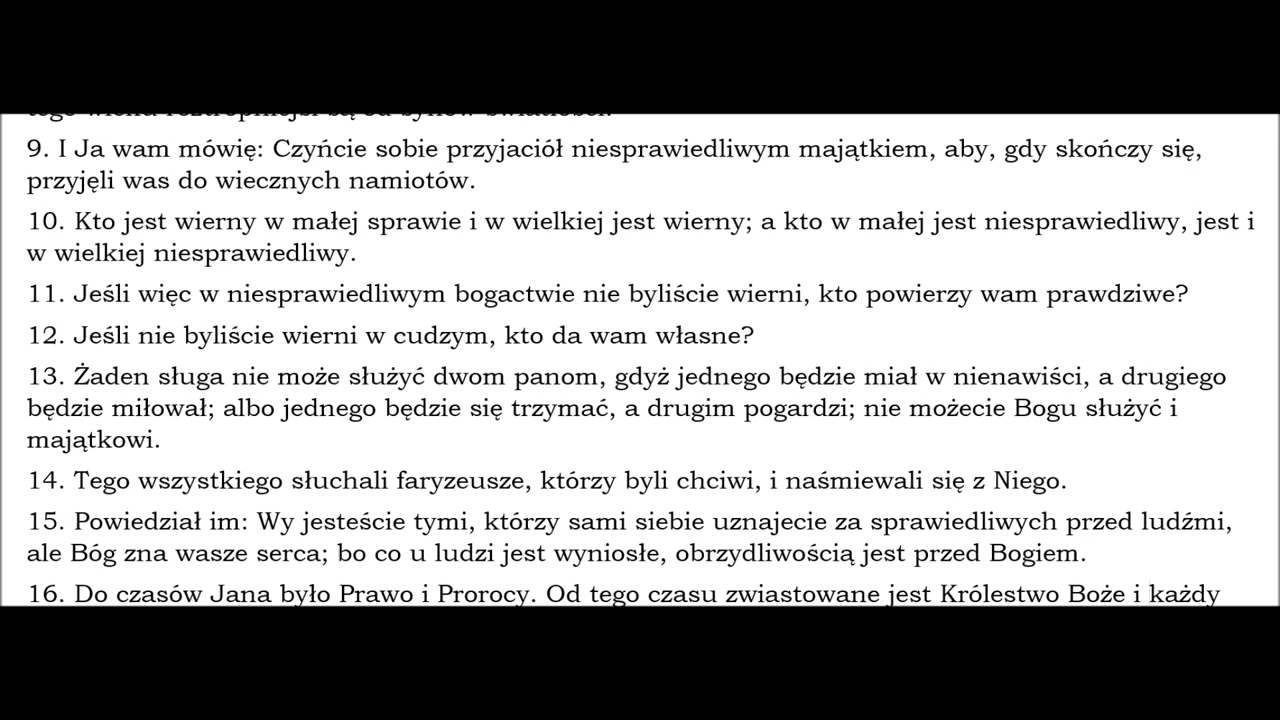 tego wieku roztropniejsi są od synów światłości.
9. I Ja wam mówię: Czyńcie sobie przyjaciół niesprawiedliwym majątkiem, aby, gdy skończy się,
przyjęli was do wiecznych namiotów.
10. Kto jest wierny w małej sprawie i w wielkiej jest wierny; a kto w małej jest niesprawiedliwy, jest i
w wielkiej niesprawiedliwy.
11. Jeśli więc w niesprawiedliwym bogactwie nie byliście wierni, kto powierzy wam prawdziwe?
12. Jeśli nie byliście wierni w cudzym, kto da wam własne?
13. Żaden sługa nie może służyć dwom panom, gdyż jednego będzie miał w nienawiści, a drugiego
będzie miłował; albo jednego będzie się trzymać, a drugim pogardzi; nie możecie Bogu służyć i
majątkowi.
14. Tego wszystkiego słuchali faryzeusze, którzy byli chciwi, i naśmiewali się z Niego.
15. Powiedział im: Wy jesteście tymi, którzy sami siebie uznajecie za sprawiedliwych przed ludźmi,
ale Bóg zna wasze serca; bo co u ludzi jest wyniosłe, obrzydliwością jest przed Bogiem.
16. Do czasów Jana było Prawo i Prorocy. Od tego czasu zwiastowane jest Królestwo Boże i każdy